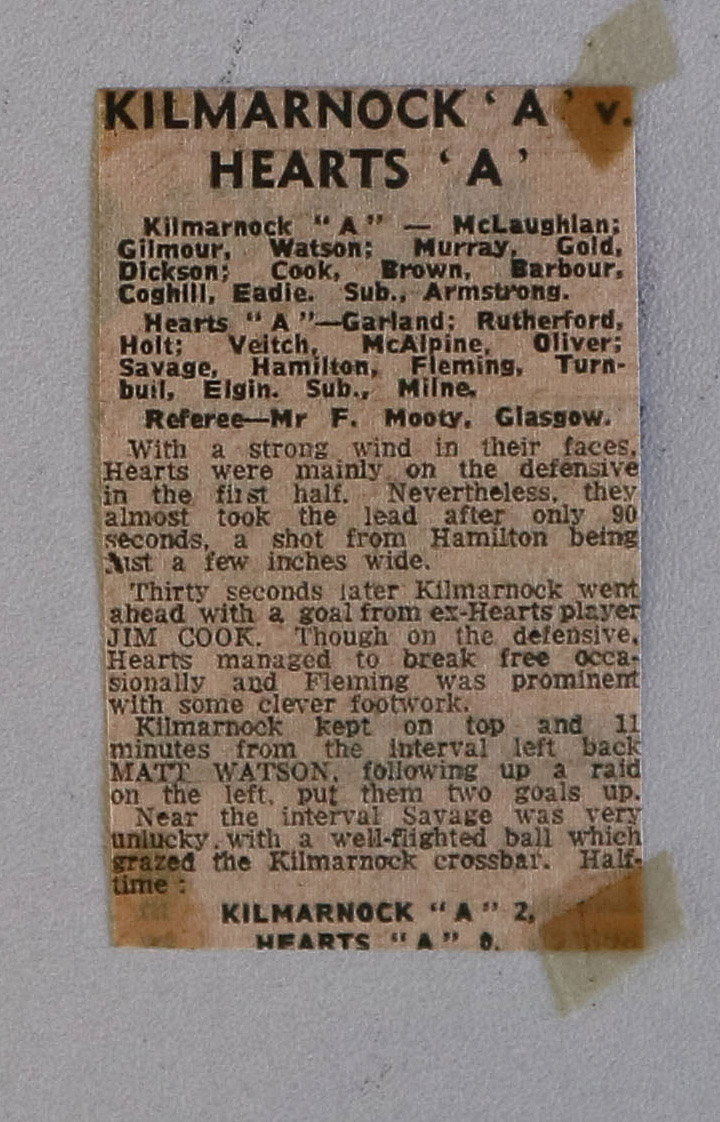 KILMARNOCK ‘A’ v.
HEARTS ‘A’
Kilmarnock “A” — McLaughlan;
Gilmour, Watson; Murray, Gold,
Dickson; Cook, Brown, Barbour,
Coghill, Eadie. Sub., Armstrong.
Hearts “A”—Garland; Rutherford,
Holt; Veitch, McAlpine, Oliver;
Savage, Hamilton, Fleming, Turn-
bull, Elgin. Sub., Milne.
Referee—Mr F. Mooty, Glasgow.
With a strong wind in their faces,
Hearts were mainly on the defensive
in the first half. Nevertheless, they
almost took the lead after only 90
seconds, a shot from Hamilton being
just a few inches wide.
Thirty seconds later Kilmarnock went
ahead with a goal from ex-Hearts player
JIM COOK. Though on the defensive,
Hearts managed to break free occa-
sionally and Fleming was prominent
with some clever footwork.
Kilmarnock kept on top and 11
minutes from the interval left back
MATT WATSON, following up a raid
on the left, put them two goals up.
Near the interval Savage was very
unlucky with a well-flighted ball which
grazed the Kilmarnock crossbar. Half-
time :
KILMARNOCK “A” 2,
HEARTS “A” 0.